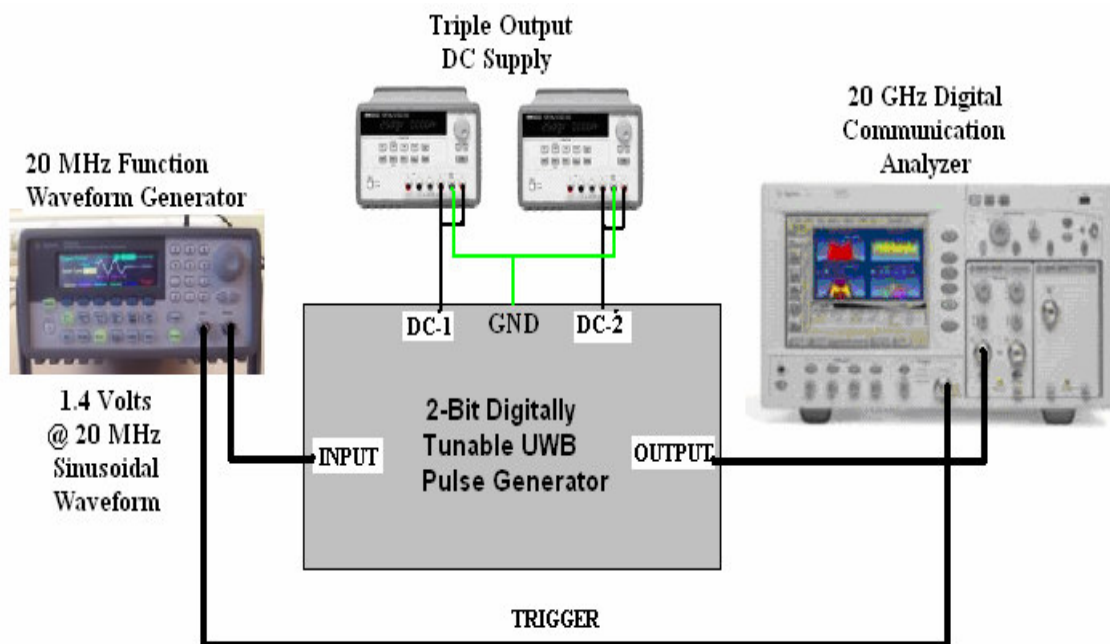 Triple Output
DC Supply
20 GHz Digital
Communication
Analyzer
20 MHz Function
Waveform Generator
DC-1
GND
DC-2
1.4 Volts
@ 20 MHz
Sinusoidal
Waveform
INPUT
2-Bit Digitally
Tunable UWB
Pulse Generator
OUTPUT
TRIGGER